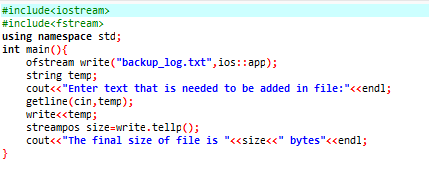 #include<iostream>
#include<fstream>
using namespace std;
int main(){
    ofstream write("backup_log.txt",ios::app);
    string temp;
    cout<<"Enter text that is needed to be added in file:"<<endl;
    getline(cin,temp);
    write<<temp;
    streampos size=write.tellp();
    cout<<"The final size of file is "<<size<<" bytes"<<endl;
}